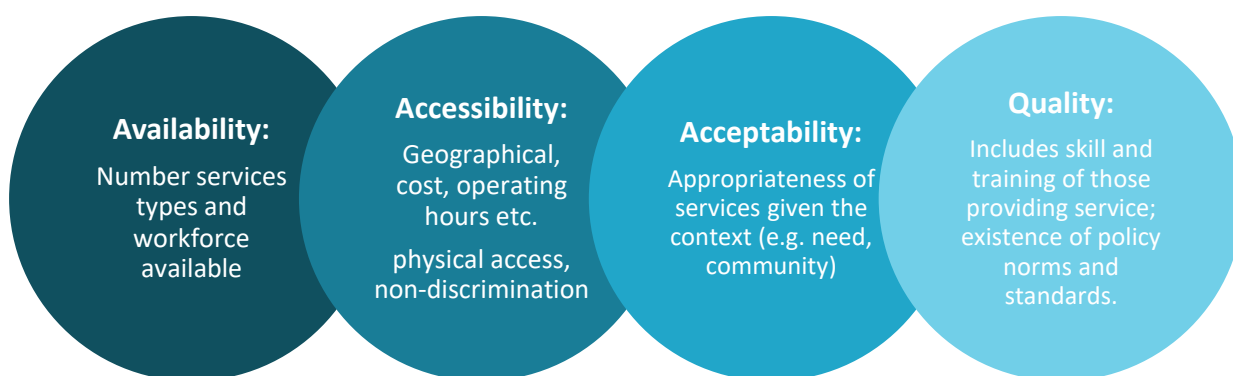 Availability:
Number services
types and
workforce
available
Accessibility:
Geographical,
cost, operating
hours etc.
physical access,
non-discrimination
Acceptability:
Appropriateness of
services given the
context (e.g. need,
community)
Quality:
Includes skill and
training of those
providing service;
existence of policy
norms and
standards.